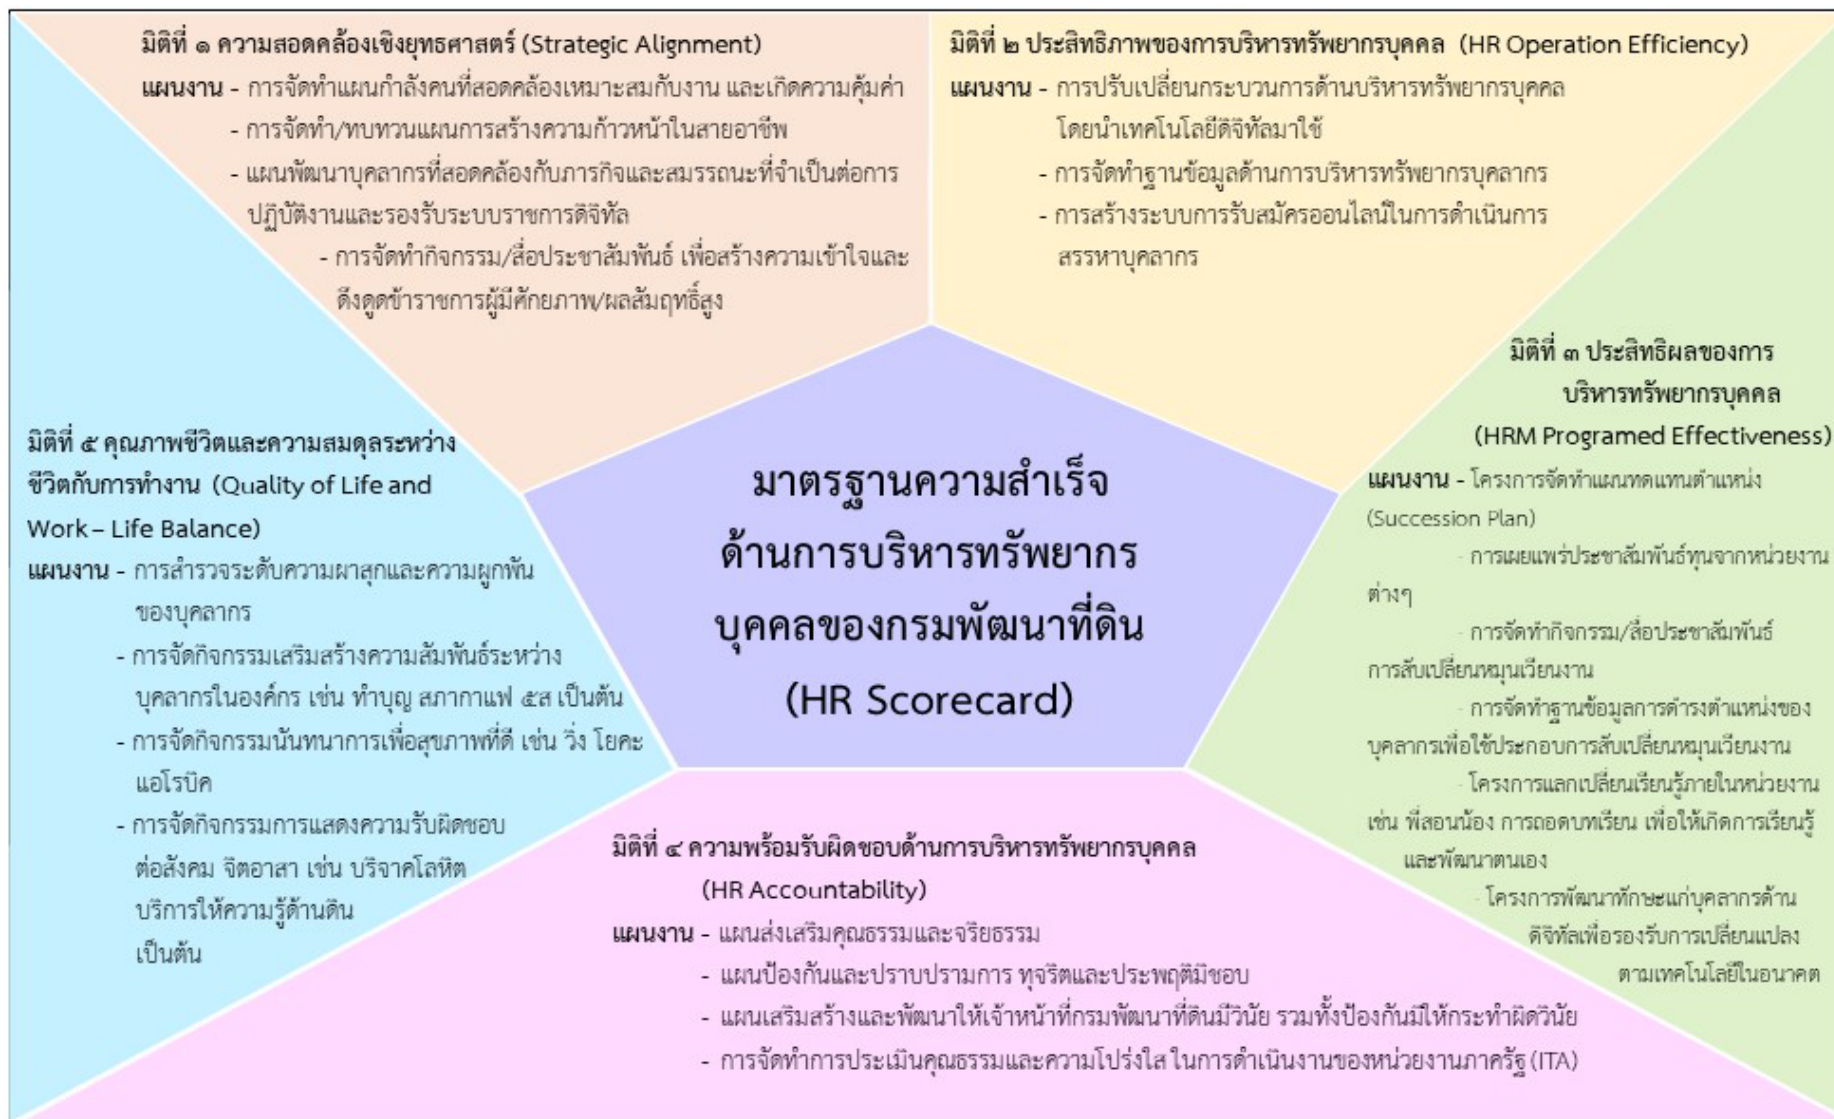 มิติที่ ๑ ความสอดคล้องเชิงยุทธศาสตร์ (Strategic Alignment)
แผนงาน - การจัดทำแผนกำลังคนที่สอดคล้องเหมาะสมกับงาน และเกิดความคุ้มค่า
- การจัดทำ/ทบทวนแผนการสร้างความก้าวหน้าในสายอาชีพ
- แผนพัฒนาบุคลากรที่สอดคล้องกับภารกิจและสมรรถนะที่จำเป็นต่อการ
ปฏิบัติงานและรองรับระบบราชการดิจิทัล
- การจัดทำกิจกรรม/สื่อประชาสัมพันธ์ เพื่อสร้างความเข้าใจและ
ดึงดูดข้าราชการผู้มีศักยภาพ/ผลสัมฤทธิ์สูง
มิติที่ ๒ ประสิทธิภาพของการบริหารทรัพยากรบุคคล (HR Operation Efficiency)
แผนงาน - การปรับเปลี่ยนกระบวนการด้านบริหารทรัพยากรบุคคล
โดยนำเทคโนโลยีดิจิทัลมาใช้
- การจัดทำฐานข้อมูลด้านการบริหารทรัพยากรบุคลากร
- การสร้างระบบการรับสมัครออนไลน์ในการดำเนินการ
สรรหาบุคลากร
มิติที่ ๓ ประสิทธิผลของการ
บริหารทรัพยากรบุคคล
(HRM Programed Effectiveness)
แผนงาน - โครงการจัดทำแผนทดแทนตำแหน่ง
(Succession Plan)
- การเผยแพร่ประชาสัมพันธ์ทุนจากหน่วยงาน
ต่างๆ
- การจัดทำกิจกรรม/สื่อประชาสัมพันธ์
การสับเปลี่ยนหมุนเวียนงาน
- การจัดทำฐานข้อมูลการดำรงตำแหน่งของ
บุคลากรเพื่อใช้ประกอบการสับเปลี่ยนหมุนเวียนงาน
- โครงการแลกเปลี่ยนเรียนรู้ภายในหน่วยงาน
เช่น พี่สอนน้อง การถอดบทเรียน เพื่อให้เกิดการเรียนรู้
และพัฒนาตนเอง
- โครงการพัฒนาทักษะแก่บุคลากรด้าน
ดิจิทัลเพื่อรองรับการเปลี่ยนแปลง
ตามเทคโนโลยีในอนาคต
มิติที่ ๔ ความพร้อมรับผิดชอบด้านการบริหารทรัพยากรบุคคล
(HR Accountability)
แผนงาน - แผนส่งเสริมคุณธรรมและจริยธรรม
- แผนป้องกันและปราบปรามการ ทุจริตและประพฤติมิชอบ
- แผนเสริมสร้างและพัฒนาให้เจ้าหน้าที่กรมพัฒนาที่ดินมีวินัย รวมทั้งป้องกันมิให้กระทำผิดวินัย
- การจัดทำการประเมินคุณธรรมและความโปร่งใส ในการดำเนินงานของหน่วยงานภาครัฐ (ITA)
มิติที่ ๕ คุณภาพชีวิตและความสมดุลระหว่าง
ชีวิตกับการทำงาน (Quality of Life and
Work – Life Balance)
แผนงาน - การสำรวจระดับความผาสุกและความผูกพัน
ของบุคลากร
- การจัดกิจกรรมเสริมสร้างความสัมพันธ์ระหว่าง
บุคลากรในองค์กร เช่น ทำบุญ สภากาแฟ ๕ส เป็นต้น
- การจัดกิจกรรมนันทนาการเพื่อสุขภาพที่ดี เช่น วิ่ง โยคะ
แอโรบิค
- การจัดกิจกรรมการแสดงความรับผิดชอบ
ต่อสังคม จิตอาสา เช่น บริจาคโลหิต
บริการให้ความรู้ด้านดิน
เป็นต้น
มาตรฐานความสำเร็จ
ด้านการบริหารทรัพยากร
บุคคลของกรมพัฒนาที่ดิน
(HR Scorecard)